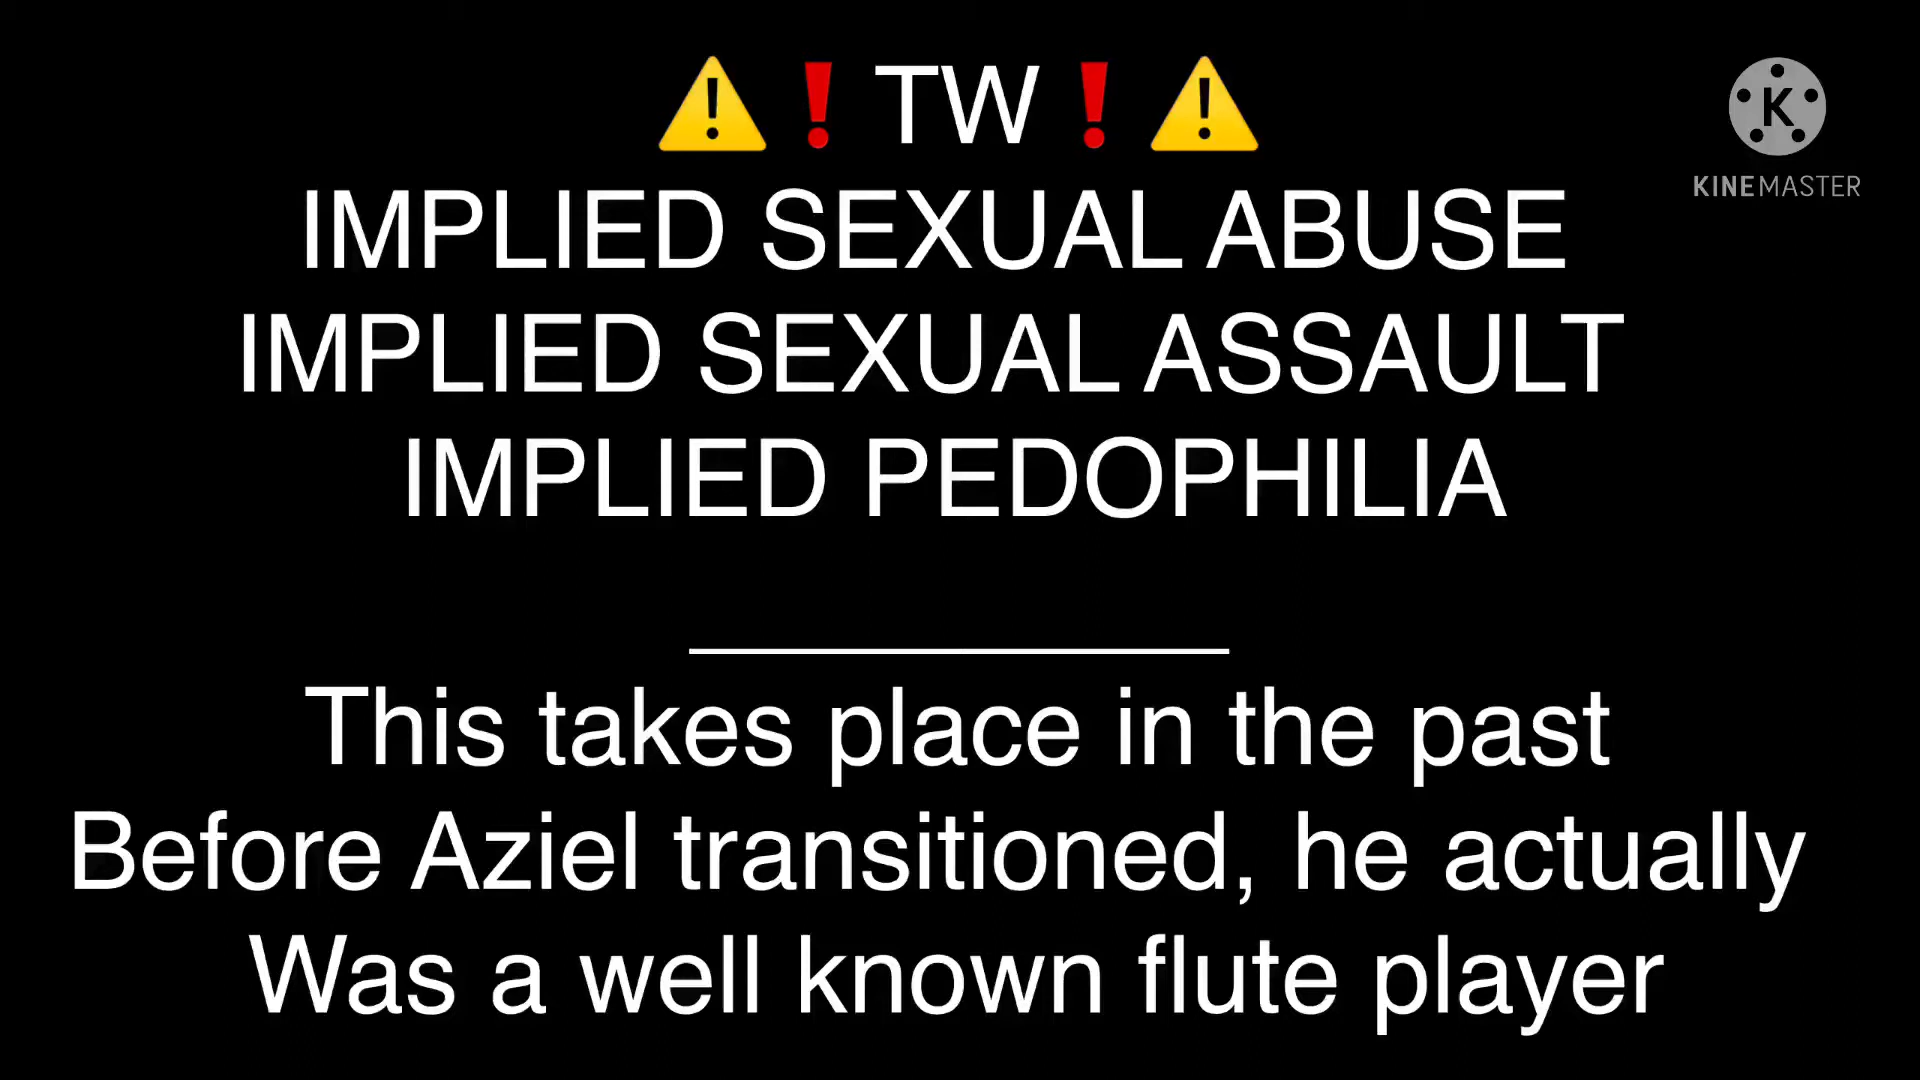 ⚠️❗TW❗⚠️
IMPLIED SEXUAL ABUSE
IMPLIED SEXUAL ASSAULT
IMPLIED PEDOPHILIA
This takes place in the past
Before Aziel transitioned, he actually
Was a well known flute player
K
KINEMASTER